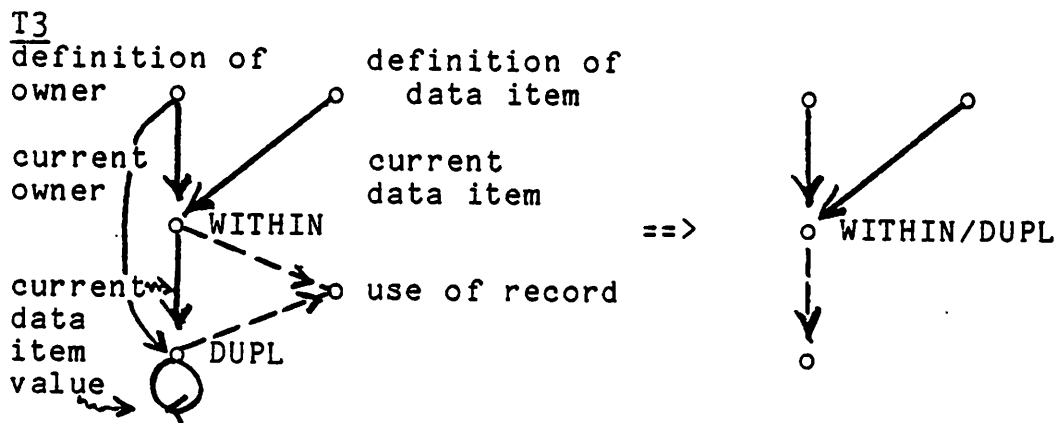 T3
definition of
owner
definition of
data item
current
owner
current
data item
WITHIN
==>
WITHIN/DUPL
current
data
item
value
use of record
DUPL